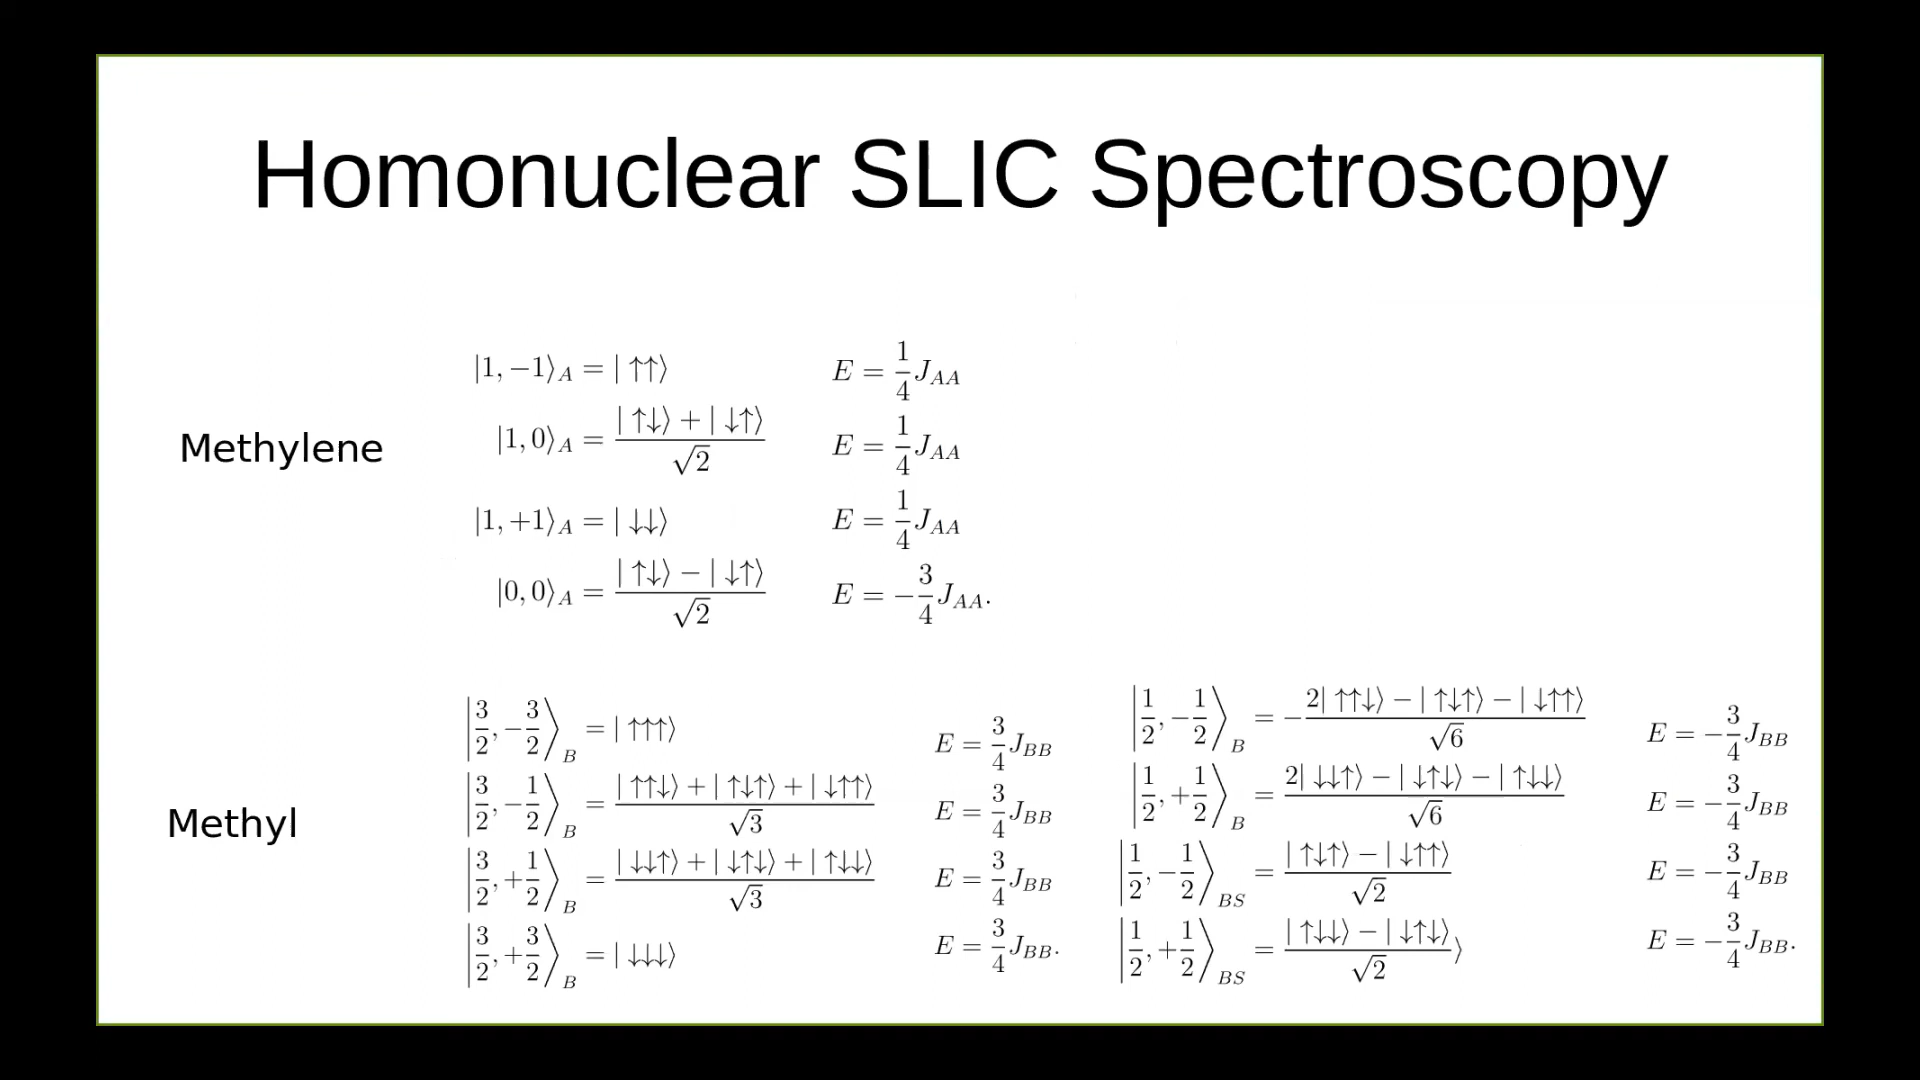 Homonuclear SLIC Spectroscopy
Methylene
|1, −1⟩_A = | ↑↑⟩ E = 1/4 J_AA
|1, 0⟩_A = (| ↑↓⟩ + | ↓↑⟩)/√2 E = 1/4 J_AA
|1, +1⟩_A = | ↓↓⟩ E = 1/4 J_AA
|0, 0⟩_A = (| ↑↓⟩ − | ↓↑⟩)/√2 E = −3/4 J_AA.
Methyl
|3/2, −3/2⟩_B = | ↑↑↑⟩ E = 3/4 J_BB
|3/2, −1/2⟩_B = (| ↑↑↓⟩ + | ↑↓↑⟩ + | ↓↑↑⟩)/√3 E = 3/4 J_BB
|3/2, +1/2⟩_B = (| ↓↓↑⟩ + | ↓↑↓⟩ + | ↑↓↓⟩)/√3 E = 3/4 J_BB
|3/2, +3/2⟩_B = | ↓↓↓⟩ E = 3/4 J_BB.
|1/2, −1/2⟩_B = −(2| ↑↑↓⟩ − | ↑↓↑⟩ − | ↓↑↑⟩)/√6 E = −3/4 J_BB
|1/2, +1/2⟩_B = (2| ↓↓↑⟩ − | ↓↑↓⟩ − | ↑↓↓⟩)/√6 E = −3/4 J_BB
|1/2, −1/2⟩_BS = (| ↑↓↑⟩ − | ↓↑↑⟩)/√2 E = −3/4 J_BB
|1/2, +1/2⟩_BS = (| ↑↓↓⟩ − | ↓↑↓⟩)/√2⟩ E = −3/4 J_BB.